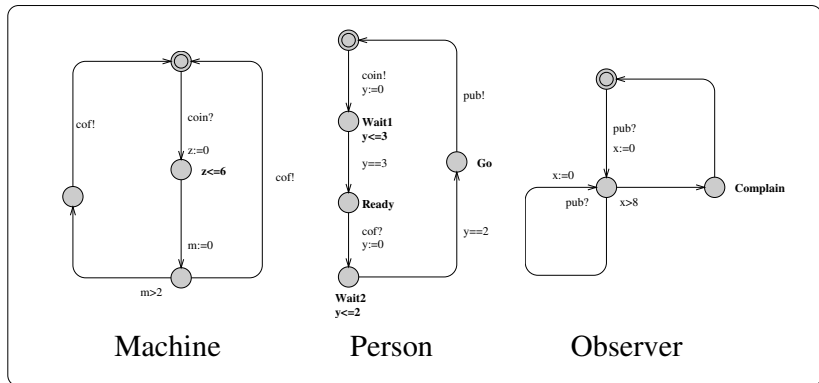 cof!
coin?
z:=0
z<=6
cof!
m:=0
m>2
Machine
coin!
y:=0
Wait1
y<=3
y==3
Ready
cof?
y:=0
Wait2
y<=2
pub!
Go
y==2
Person
pub?
x:=0
x:=0
pub?
x>8
Complain
Observer